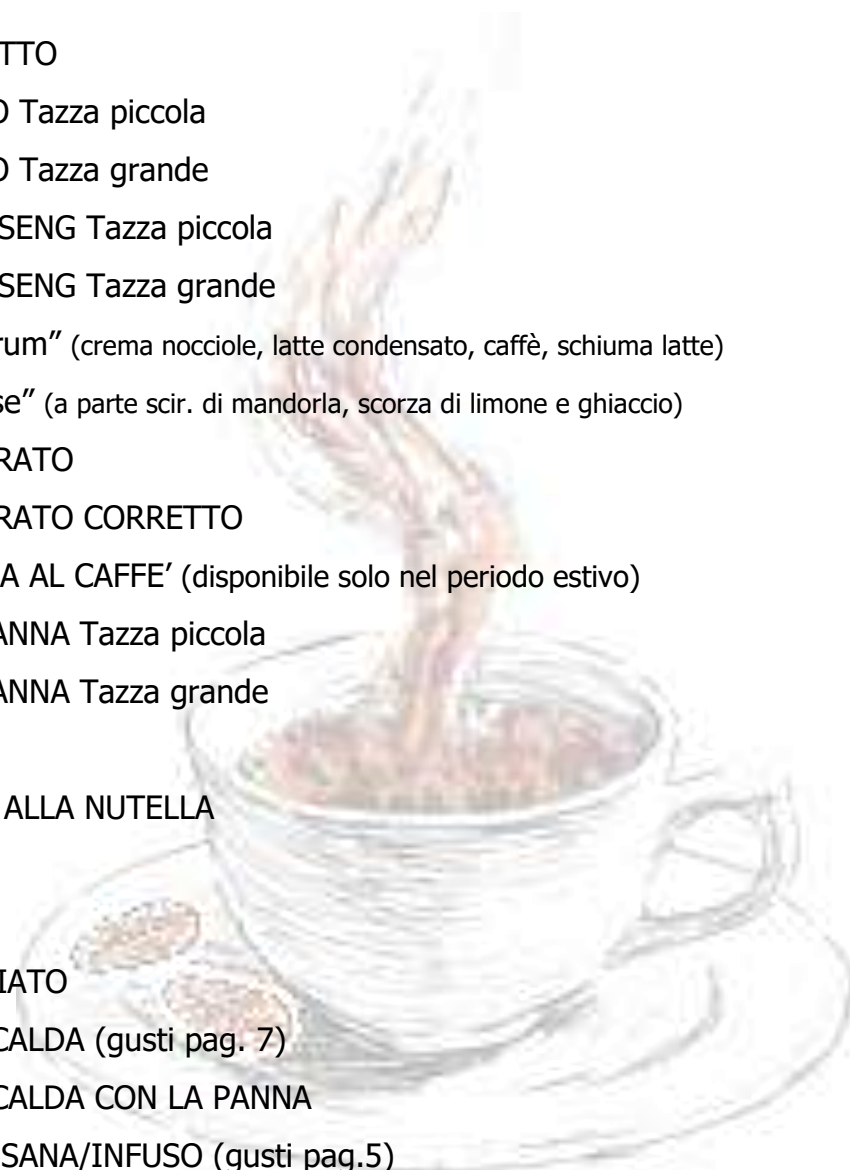 TTO
O Tazza piccola
O Tazza grande
SENG Tazza piccola
SENG Tazza grande
rum” (crema nocciole, latte condensato, caffè, schiuma latte)
se” (a parte scir. di mandorla, scorza di limone e ghiaccio)
RATO
RATO CORRETTO
A AL CAFFE’ (disponibile solo nel periodo estivo)
ANNA Tazza piccola
ANNA Tazza grande
ALLA NUTELLA
IATO
CALDA (gusti pag. 7)
CALDA CON LA PANNA
SANA/INFUSO (gusti pag.5)